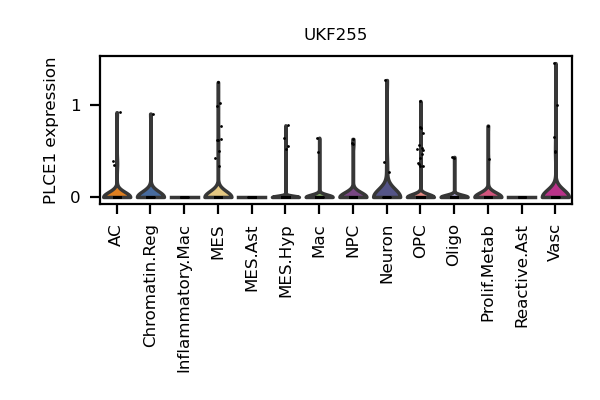 UKF255
PLCE1 expression
1
0
AC
Chromatin.Reg
Inflammatory.Mac
MES
MES.Ast
MES.Hyp
Mac
NPC
Neuron
OPC
Oligo
Prolif.Metab
Reactive.Ast
Vasc